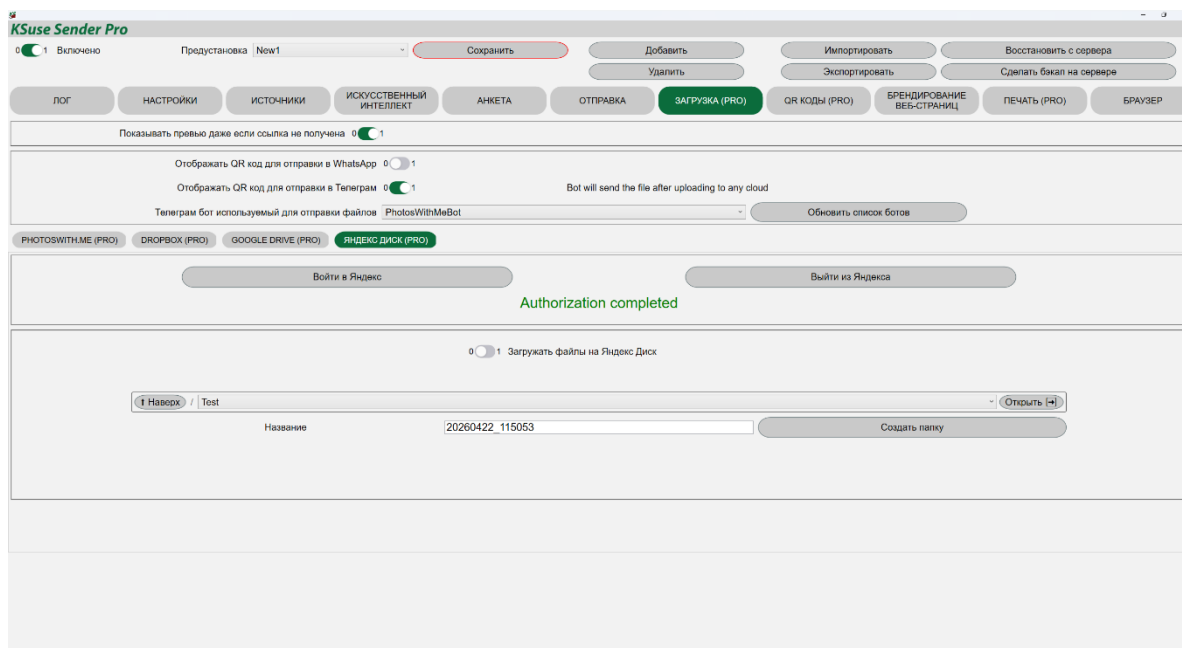 KSuse Sender Pro
0 1 Включено Предустановка New1 Сохранить Добавить Импортировать Восстановить с сервера
Удалить Экспортировать Сделать бэкап на сервере
ЛОГ НАСТРОЙКИ ИСТОЧНИКИ ИСКУССТВЕННЫЙ ИНТЕЛЛЕКТ АНКЕТА ОТПРАВКА ЗАГРУЗКА (PRO) QR КОДЫ (PRO) БРЕНДИРОВАНИЕ ВЕБ-СТРАНИЦ ПЕЧАТЬ (PRO) БРАУЗЕР
Показывать превью даже если ссылка не получена 0 1
Отображать QR код для отправки в WhatsApp 0 1
Отображать QR код для отправки в Телеграм 0 1 Bot will send the file after uploading to any cloud
Телеграм бот используемый для отправки файлов PhotosWithMeBot Обновить список ботов
PHOTOSWITH.ME (PRO) DROPBOX (PRO) GOOGLE DRIVE (PRO) ЯНДЕКС ДИСК (PRO)
Войти в Яндекс Выйти из Яндекса
Authorization completed
0 1 Загружать файлы на Яндекс Диск
Наверх / Test Открыть
Название 20260422_115053 Создать папку